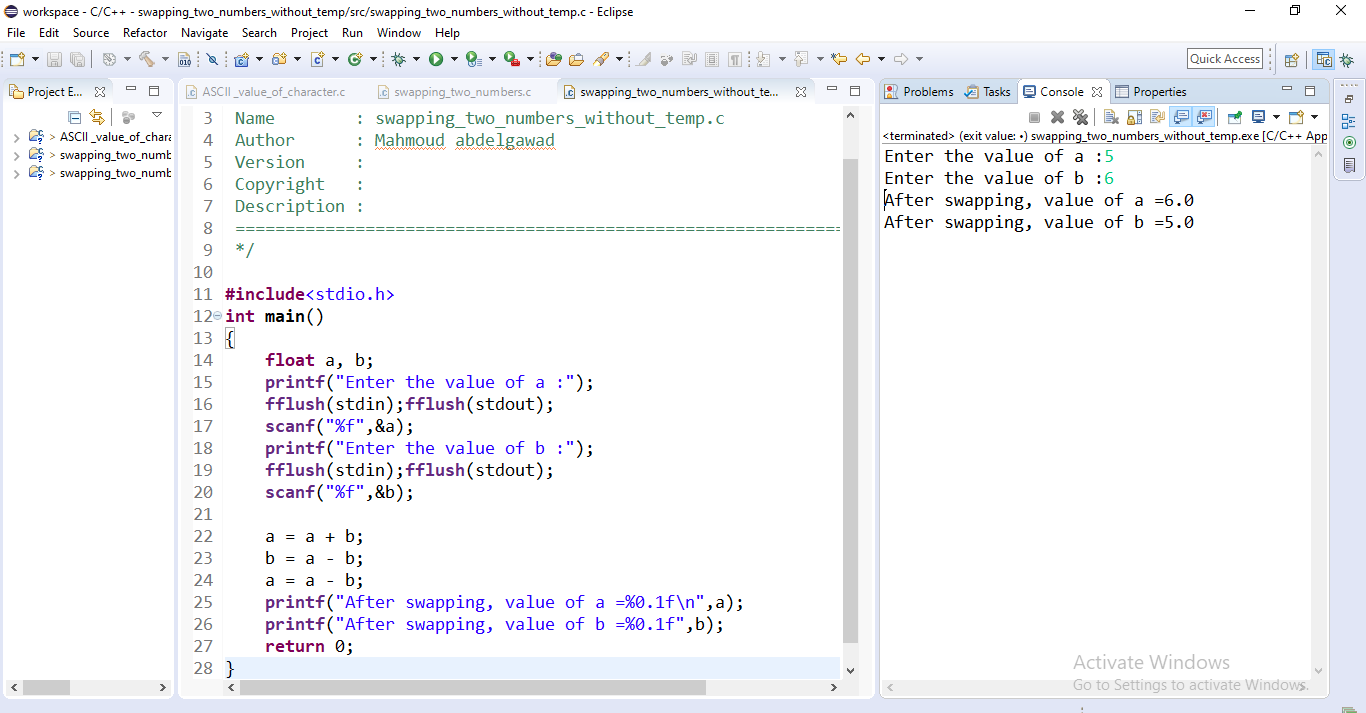 workspace - C/C++ - swapping_two_numbers_without_temp/src/swapping_two_numbers_without_temp.c - Eclipse
File Edit Source Refactor Navigate Search Project Run Window Help
Quick Access
Project E...
ASCII_value_of_chara
swapping_two_numb
swapping_two_numb
ASCII_value_of_character.c swapping_two_numbers.c swapping_two_numbers_without_te...
3 Name : swapping_two_numbers_without_temp.c
4 Author : Mahmoud abdelgawad
5 Version :
6 Copyright :
7 Description :
8 =============================================================
9 */
10
11 #include<stdio.h>
12 int main()
13 {
14 float a, b;
15 printf("Enter the value of a :");
16 fflush(stdin);fflush(stdout);
17 scanf("%f",&a);
18 printf("Enter the value of b :");
19 fflush(stdin);fflush(stdout);
20 scanf("%f",&b);
21
22 a = a + b;
23 b = a - b;
24 a = a - b;
25 printf("After swapping, value of a =%0.1f\n",a);
26 printf("After swapping, value of b =%0.1f",b);
27 return 0;
28 }
Problems Tasks Console Properties
<terminated> (exit value: ٠) swapping_two_numbers_without_temp.exe [C/C++ App
Enter the value of a :5
Enter the value of b :6
After swapping, value of a =6.0
After swapping, value of b =5.0
Activate Windows
Go to Settings to activate Windows.